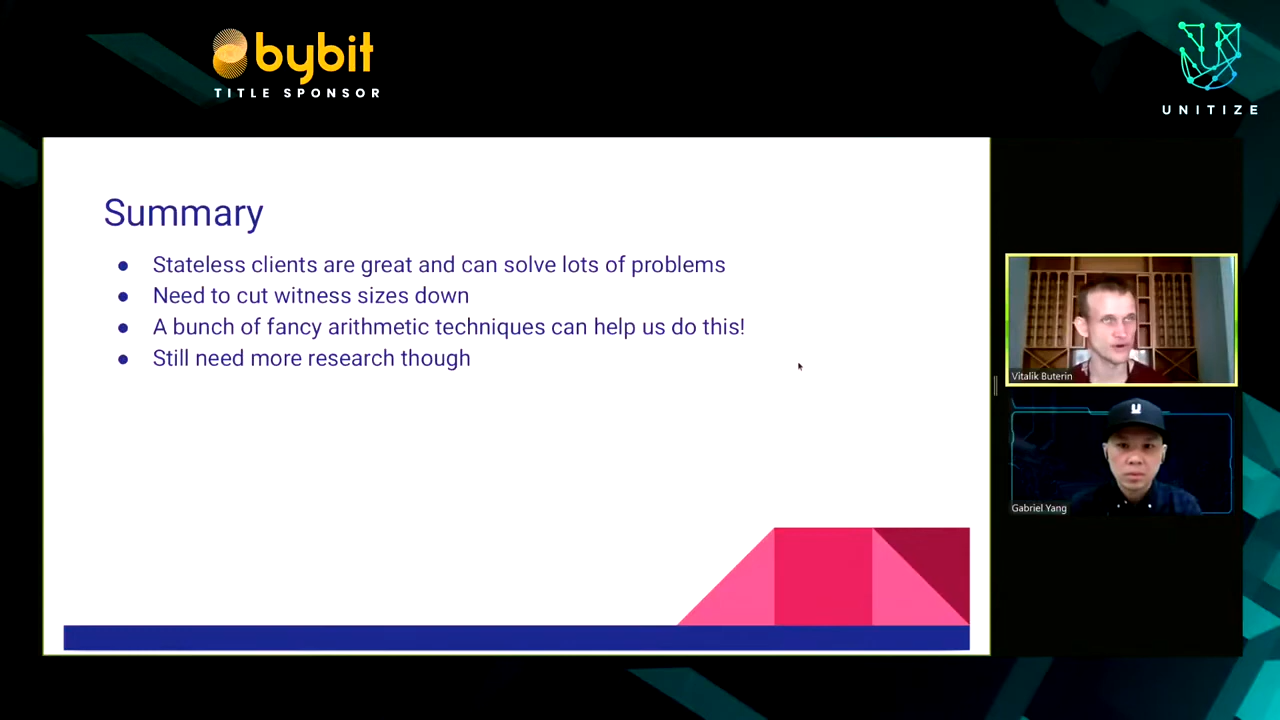 bybit
TITLE SPONSOR
UNITIZE
Summary
● Stateless clients are great and can solve lots of problems
● Need to cut witness sizes down
● A bunch of fancy arithmetic techniques can help us do this!
● Still need more research though
Vitalik Buterin
Gabriel Yang